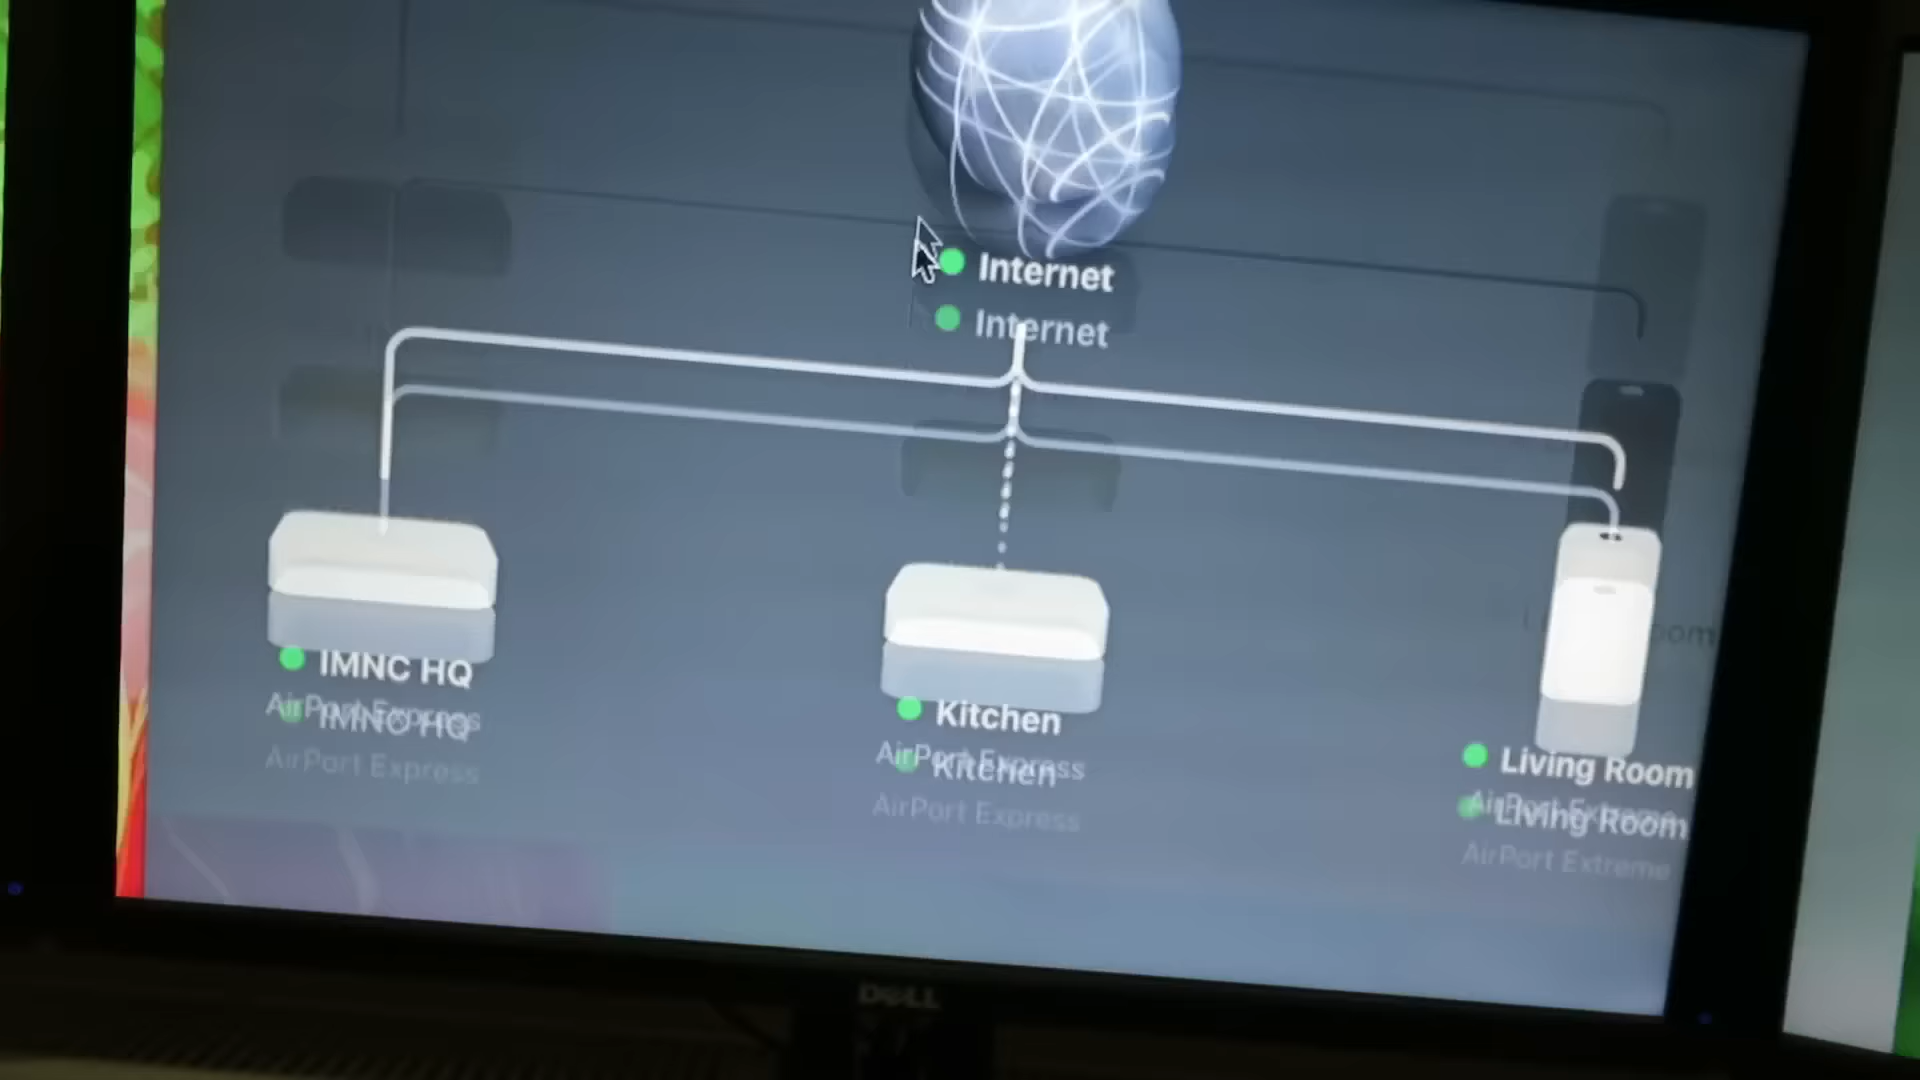 Internet
Internet
IMNC HQ
AirPort Express
IMNC HQ
AirPort Express
Kitchen
AirPort Express
Kitchen
AirPort Express
Living Room
AirPort Extreme
Living Room
AirPort Extreme
DELL